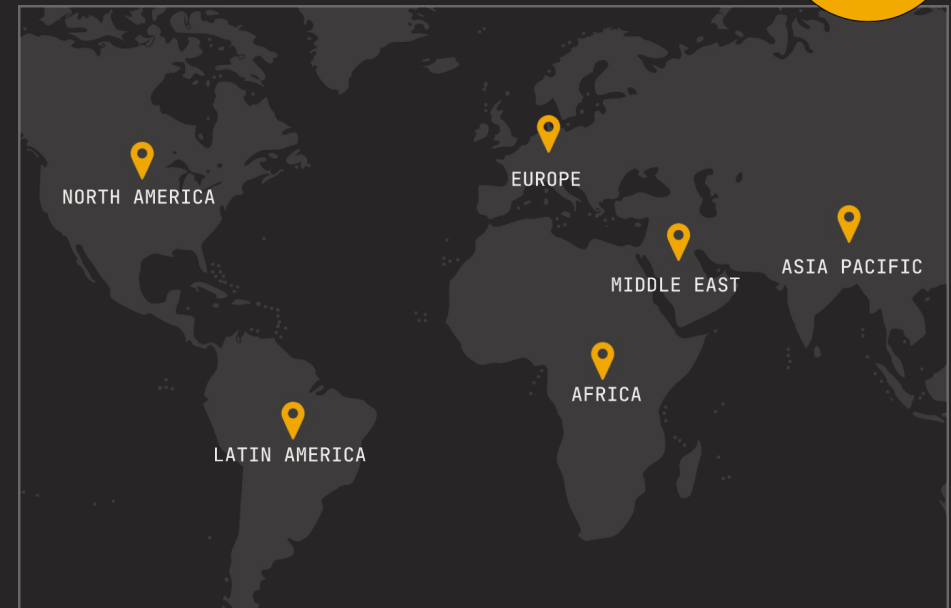 EUROPE
NORTH AMERICA
ASIA PACIFIC
MIDDLE EAST
AFRICA
LATIN AMERICA